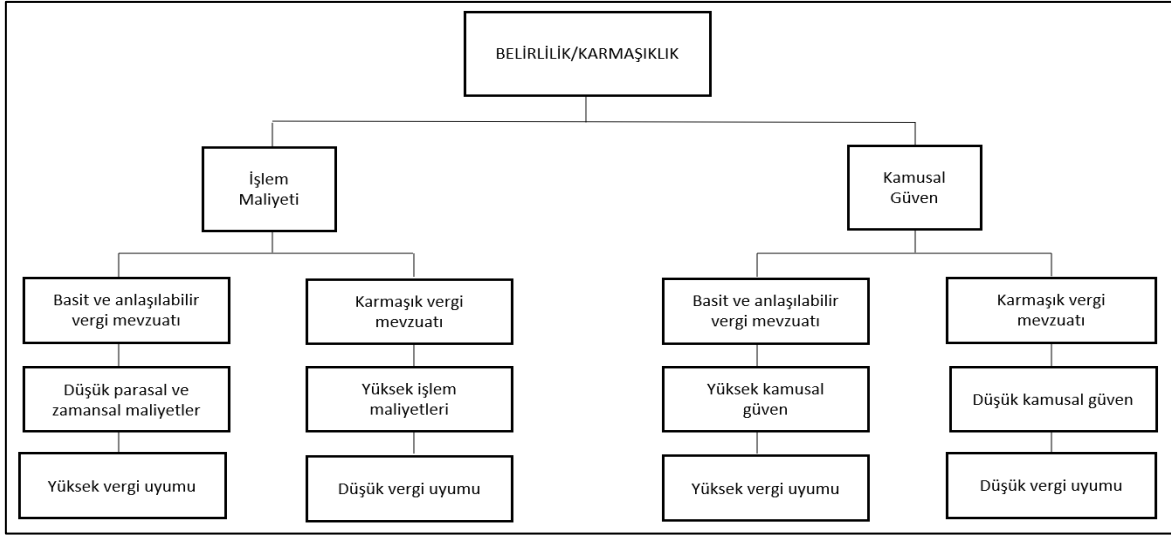 BELİRLİLİK/KARMAŞIKLIK
İşlem
Maliyeti
Kamusal
Güven
Basit ve anlaşılabilir
vergi mevzuatı
Karmaşık vergi
mevzuatı
Basit ve anlaşılabilir
vergi mevzuatı
Karmaşık vergi
mevzuatı
Düşük parasal ve
zamansal maliyetler
Yüksek işlem
maliyetleri
Yüksek kamusal
güven
Düşük kamusal güven
Yüksek vergi uyumu
Düşük vergi uyumu
Yüksek vergi uyumu
Düşük vergi uyumu